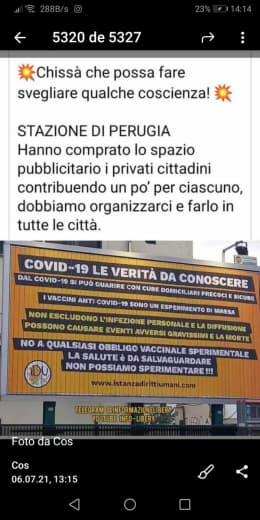 288B/s
23%
14:14
5320 de 5327
💥Chissà che possa fare
svegliare qualche coscienza! 💥
STAZIONE DI PERUGIA
Hanno comprato lo spazio
pubblicitario i privati cittadini
contribuendo un po' per ciascuno,
dobbiamo organizzarci e farlo in
tutte le città.
COVID-19 LE VERITÀ DA CONOSCERE
DAL COVID-19 SI PUÒ GUARIRE CON CURE DOMICILIARI PRECOCI E SICURE
I VACCINI ANTI COVID-19 SONO UN ESPERIMENTO DI MASSA
NON ESCLUDONO L'INFEZIONE PERSONALE E LA DIFFUSIONE
POSSONO CAUSARE EVENTI AVVERSI GRAVISSIMI E LA MORTE
NO A QUALSIASI OBBLIGO VACCINALE SPERIMENTALE
LA SALUTE è DA SALVAGUARDARE
NON POSSIAMO SPERIMENTARE !!!
www.istanzadirittiumani.com
TELEGRAM @INFORMAZIONELIBERA
YOUTUBE INFO-LIBERA
Foto da Cos
Cos
06.07.21, 13:15